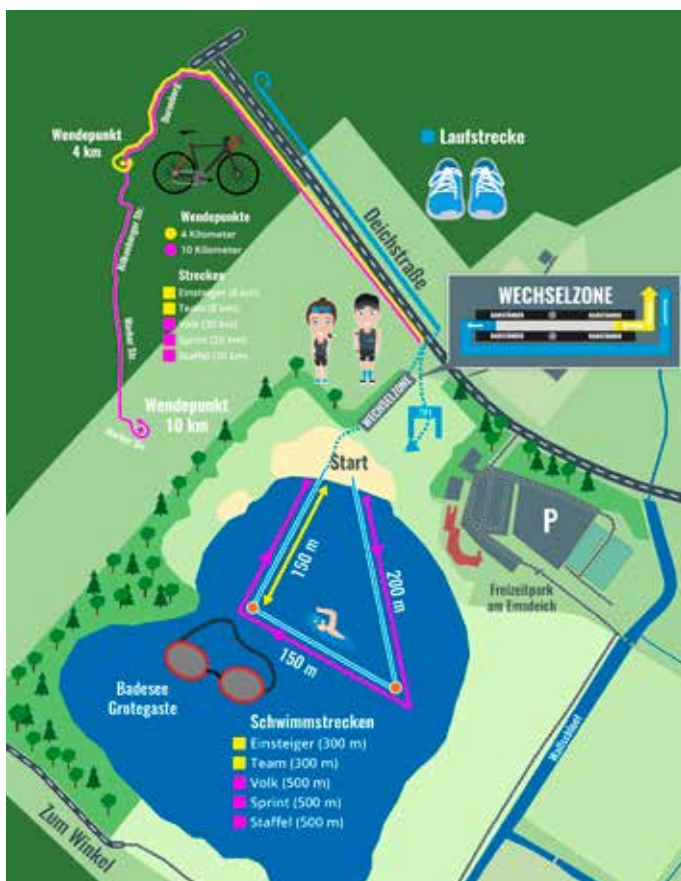 Dorenborg
Wendepunkt
4 km
Laufstrecke
Wendepunkte
4 Kilometer
10 Kilometer
Deichstraße
Strecken
Einsteiger (8 km)
Team (8 km)
Volk (20 km)
Sprint (20 km)
Staffel (20 km)
WECHSELZONE
Wendepunkt
10 km
WECHSELZONE
Start
150 m
200 m
P
Freizeitpark
am Emsdeich
150 m
Badesee
Grotegaste
Schwimmstrecken
Einsteiger (300 m)
Team (300 m)
Volk (500 m)
Sprint (500 m)
Staffel (500 m)
Wallschloot
Zum Winkel